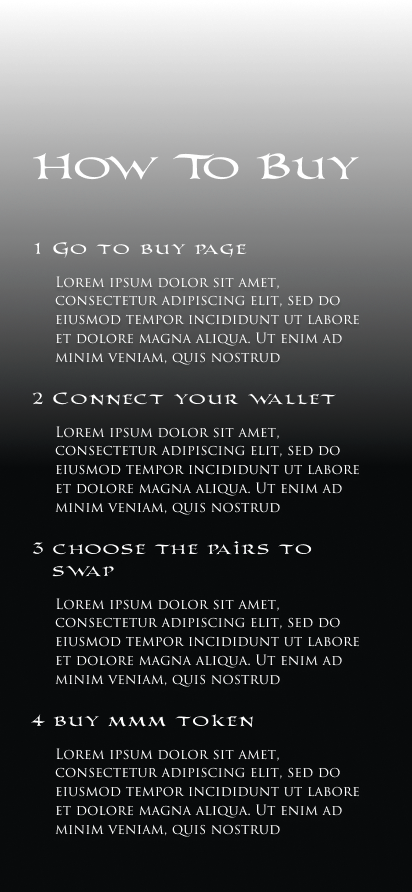 How To Buy
1 Go to buy page
Lorem ipsum dolor sit amet,
consectetur adipiscing elit, sed do
eiusmod tempor incididunt ut labore
et dolore magna aliqua. Ut enim ad
minim veniam, quis nostrud
2 Connect your wallet
Lorem ipsum dolor sit amet,
consectetur adipiscing elit, sed do
eiusmod tempor incididunt ut labore
et dolore magna aliqua. Ut enim ad
minim veniam, quis nostrud
3 choose the pairs to
swap
Lorem ipsum dolor sit amet,
consectetur adipiscing elit, sed do
eiusmod tempor incididunt ut labore
et dolore magna aliqua. Ut enim ad
minim veniam, quis nostrud
4 buy mmm token
Lorem ipsum dolor sit amet,
consectetur adipiscing elit, sed do
eiusmod tempor incididunt ut labore
et dolore magna aliqua. Ut enim ad
minim veniam, quis nostrud